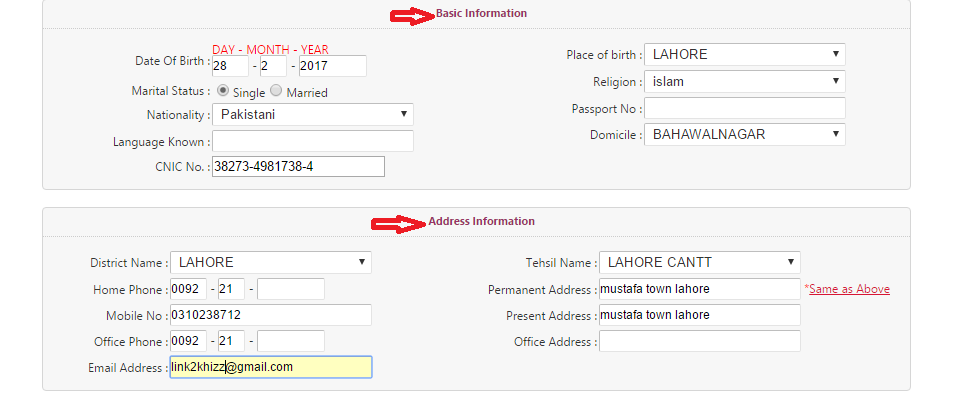 Basic Information
DAY - MONTH - YEAR
Date Of Birth : 28 - 2 - 2017
Place of birth : LAHORE
Marital Status : Single Married
Religion : islam
Nationality : Pakistani
Passport No :
Language Known :
Domicile : BAHAWALNAGAR
CNIC No. : 38273-4981738-4
Address Information
District Name : LAHORE
Tehsil Name : LAHORE CANTT
Home Phone : 0092 - 21 -
Permanent Address : mustafa town lahore *Same as Above
Mobile No : 0310238712
Present Address : mustafa town lahore
Office Phone : 0092 - 21 -
Office Address :
Email Address : link2khizz@gmail.com